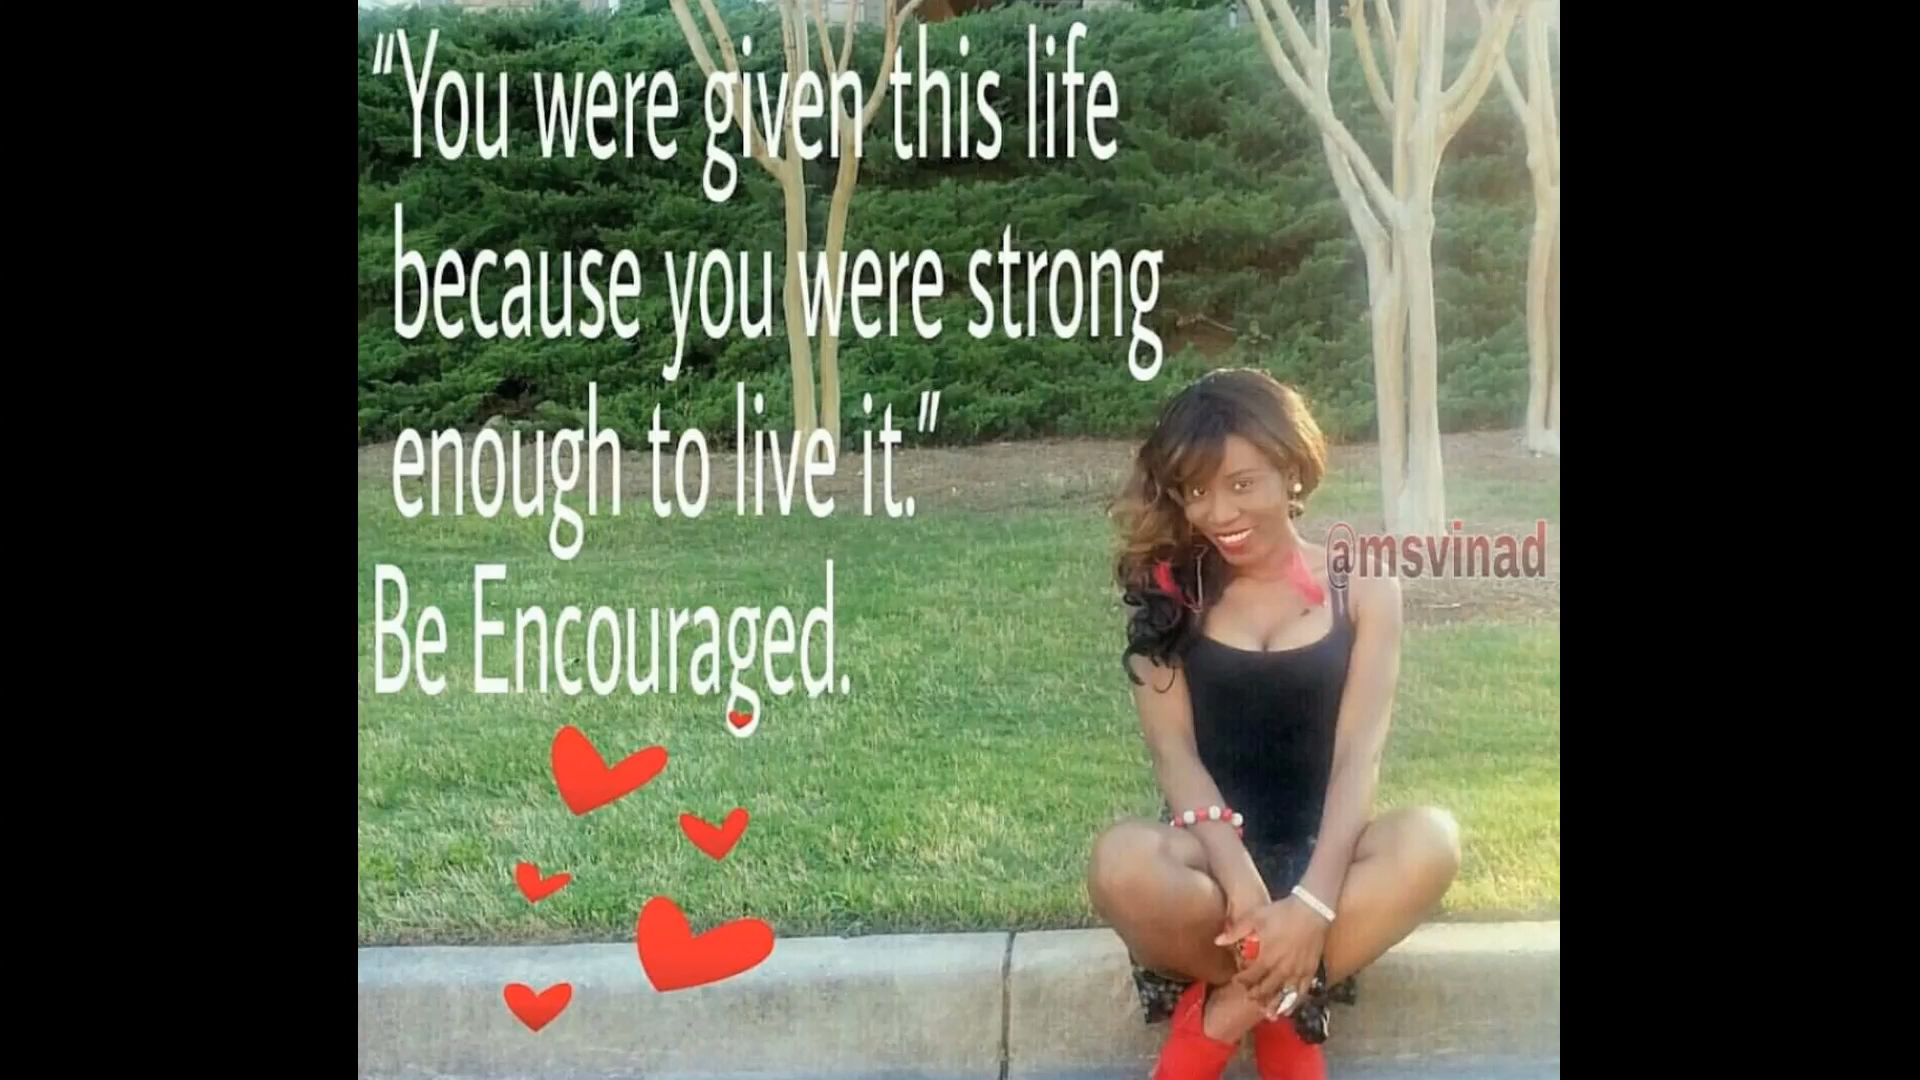 “You were given this life
because you were strong
enough to live it.”
Be Encouraged.
@msvinad